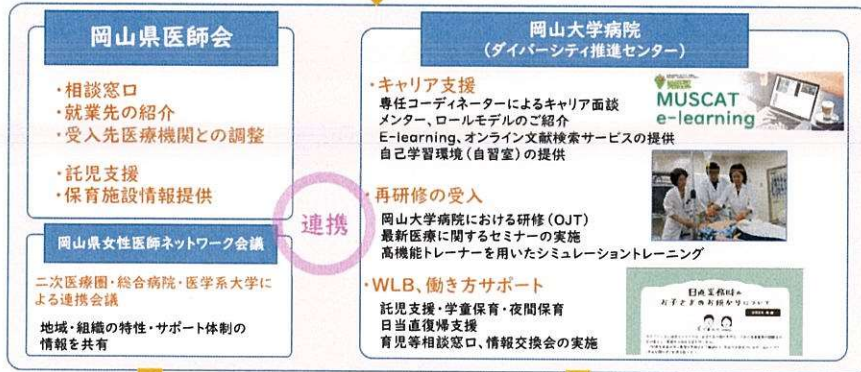 岡山県医師会
・相談窓口
・就業先の紹介
・受入先医療機関との調整
・託児支援
・保育施設情報提供
岡山県女性医師ネットワーク会議
二次医療圏・総合病院・医学系大学に
よる連携会議
地域・組織の特性・サポート体制の
情報を共有
連携
岡山大学病院
(ダイバーシティ推進センター)
・キャリア支援
専任コーディネーターによるキャリア面談
メンター、ロールモデルのご紹介
E-learning、オンライン文献検索サービスの提供
自己学習環境(自習室)の提供
MUSCAT
e-learning
・再研修の受入
岡山大学病院における研修(OJT)
最新医療に関するセミナーの実施
高機能トレーナーを用いたシミュレーショントレーニング
・WLB、働き方サポート
託児支援・学童保育・夜間保育
日当直復帰支援
育児等相談窓口、情報交換会の実施
日直業務時の
お子さまのお預かりについて